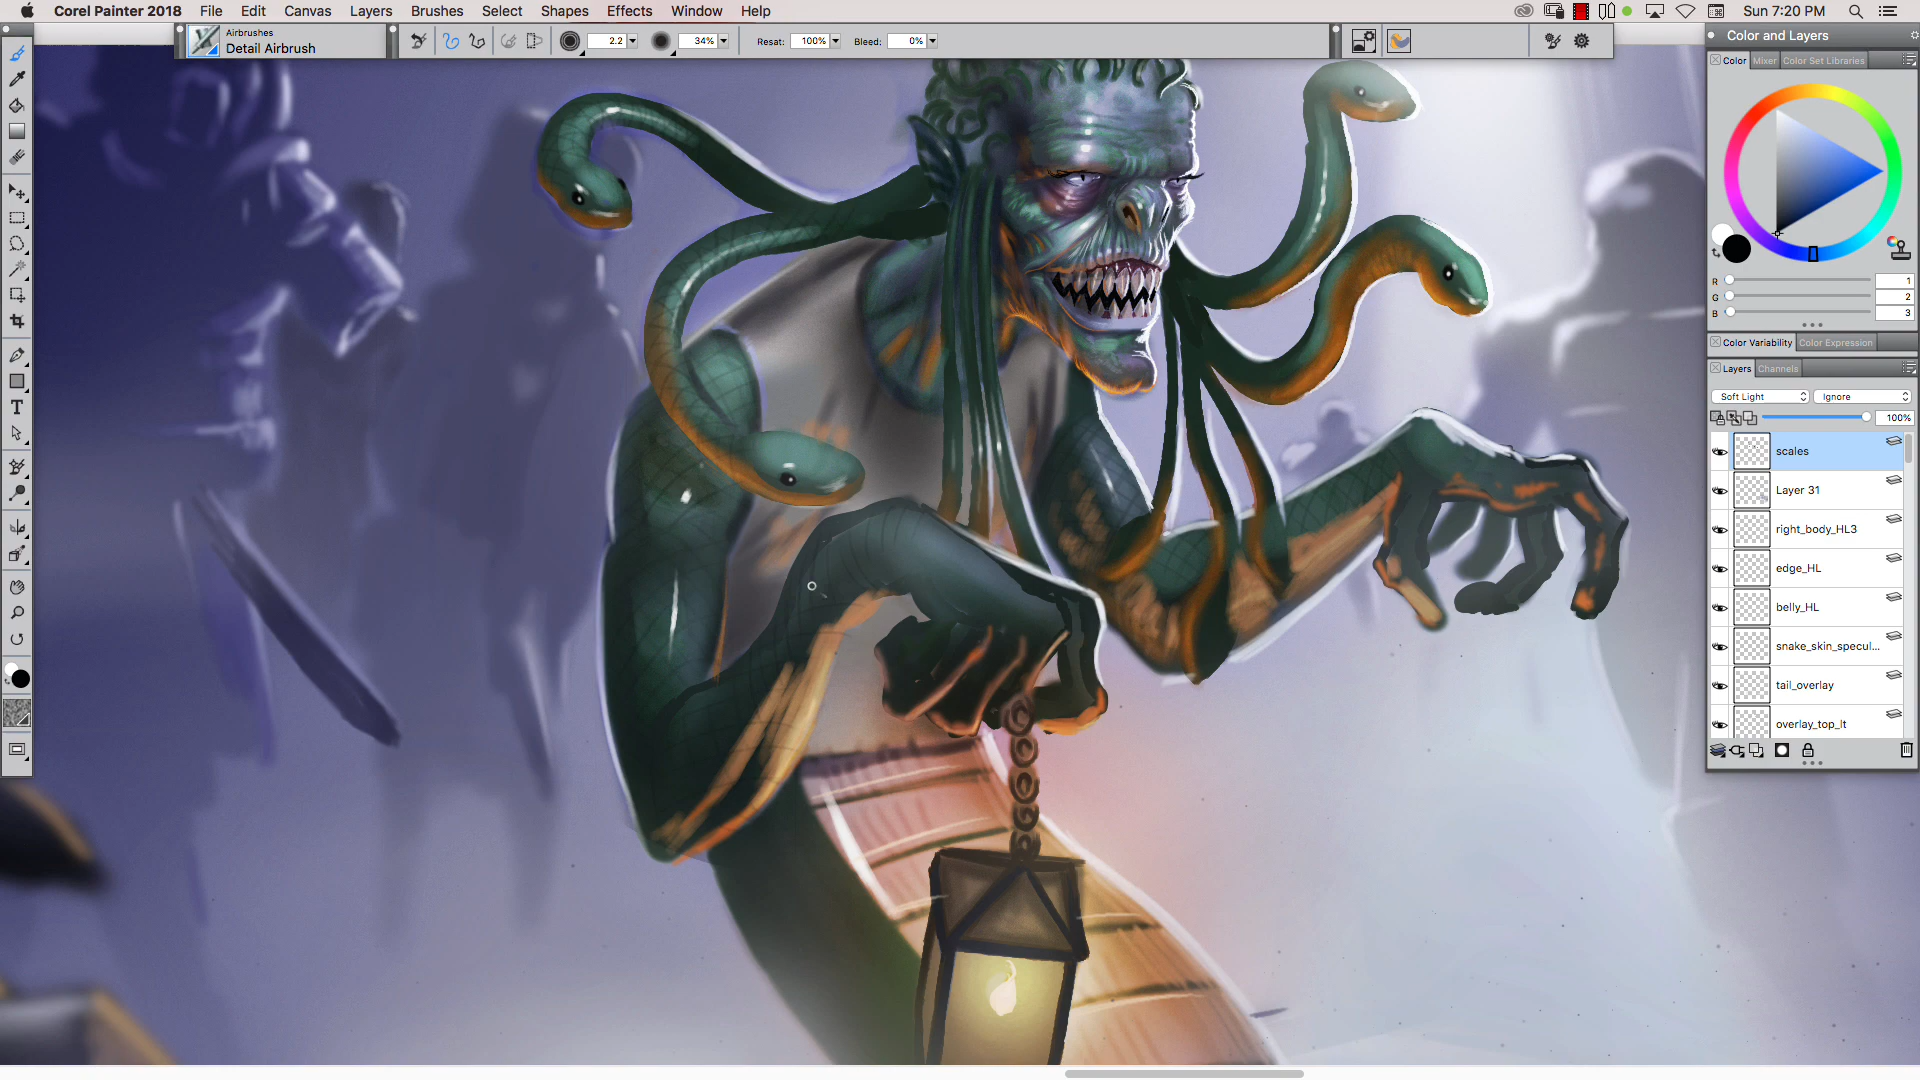 Corel Painter 2018 File Edit Canvas Layers Brushes Select Shapes Effects Window Help Sun 7:20 PM
Airbrushes
Detail Airbrush
2.2 34% Resat: 100% Bleed: 0%
Color and Layers
Color Mixer Color Set Libraries
R 1
G 2
B 3
Color Variability Color Expression
Layers Channels
Soft Light Ignore
100%
scales
Layer 31
right_body_HL3
edge_HL
belly_HL
snake_skin_specul...
tail_overlay
overlay_top_lt
T